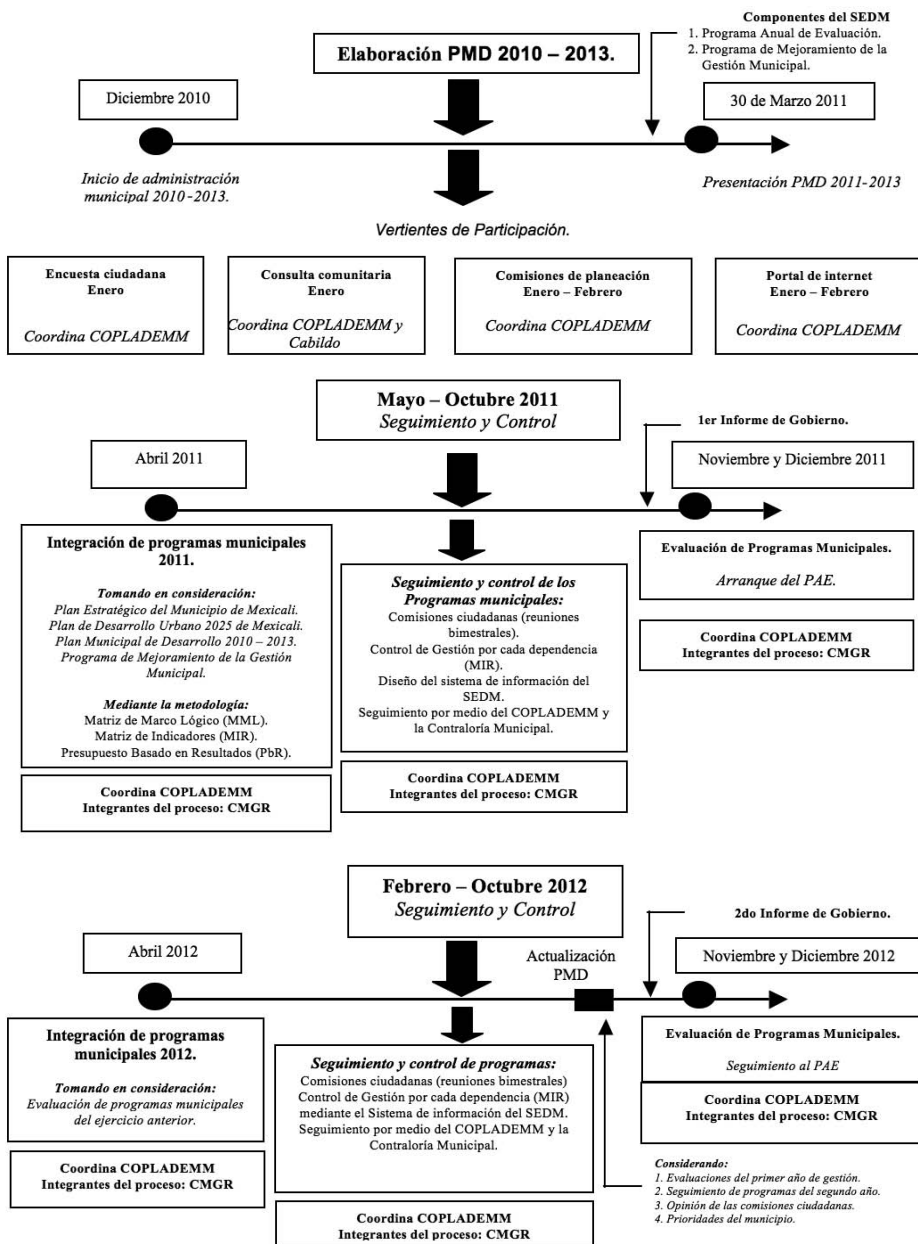 Componentes del SEDM
1. Programa Anual de Evaluación.
2. Programa de Mejoramiento de la
Gestión Municipal.
Elaboración PMD 2010 – 2013.
Diciembre 2010
30 de Marzo 2011
Inicio de administración
municipal 2010-2013.
Presentación PMD 2011-2013
Vertientes de Participación.
Encuesta ciudadana
Enero
Coordina COPLADEMM
Consulta comunitaria
Enero
Coordina COPLADEMM y
Cabildo
Comisiones de planeación
Enero – Febrero
Coordina COPLADEMM
Portal de internet
Enero – Febrero
Coordina COPLADEMM
Mayo – Octubre 2011
Seguimiento y Control
1er Informe de Gobierno.
Abril 2011
Noviembre y Diciembre 2011
Integración de programas municipales
2011.
Tomando en consideración:
Plan Estratégico del Municipio de Mexicali.
Plan de Desarrollo Urbano 2025 de Mexicali.
Plan Municipal de Desarrollo 2010 – 2013.
Programa de Mejoramiento de la Gestión
Municipal.
Mediante la metodología:
Matriz de Marco Lógico (MML).
Matriz de Indicadores (MIR).
Presupuesto Basado en Resultados (PbR).
Coordina COPLADEMM
Integrantes del proceso: CMGR
Seguimiento y control de los
Programas municipales:
Comisiones ciudadanas (reuniones
bimestrales).
Control de Gestión por cada dependencia
(MIR).
Diseño del sistema de información del
SEDM.
Seguimiento por medio del COPLADEMM y
la Contraloría Municipal.
Coordina COPLADEMM
Integrantes del proceso: CMGR
Evaluación de Programas Municipales.
Arranque del PAE.
Coordina COPLADEMM
Integrantes del proceso: CMGR
Febrero – Octubre 2012
Seguimiento y Control
2do Informe de Gobierno.
Abril 2012
Actualización
PMD
Noviembre y Diciembre 2012
Integración de programas
municipales 2012.
Tomando en consideración:
Evaluación de programas municipales
del ejercicio anterior.
Coordina COPLADEMM
Integrantes del proceso: CMGR
Seguimiento y control de programas:
Comisiones ciudadanas (reuniones bimestrales)
Control de Gestión por cada dependencia (MIR)
mediante el Sistema de información del SEDM.
Seguimiento por medio del COPLADEMM y la
Contraloría Municipal.
Coordina COPLADEMM
Integrantes del proceso: CMGR
Evaluación de Programas Municipales.
Seguimiento al PAE
Coordina COPLADEMM
Integrantes del proceso: CMGR
Considerando:
1. Evaluaciones del primer año de gestión.
2. Seguimiento de programas del segundo año.
3. Opinión de las comisiones ciudadanas.
4. Prioridades del municipio.